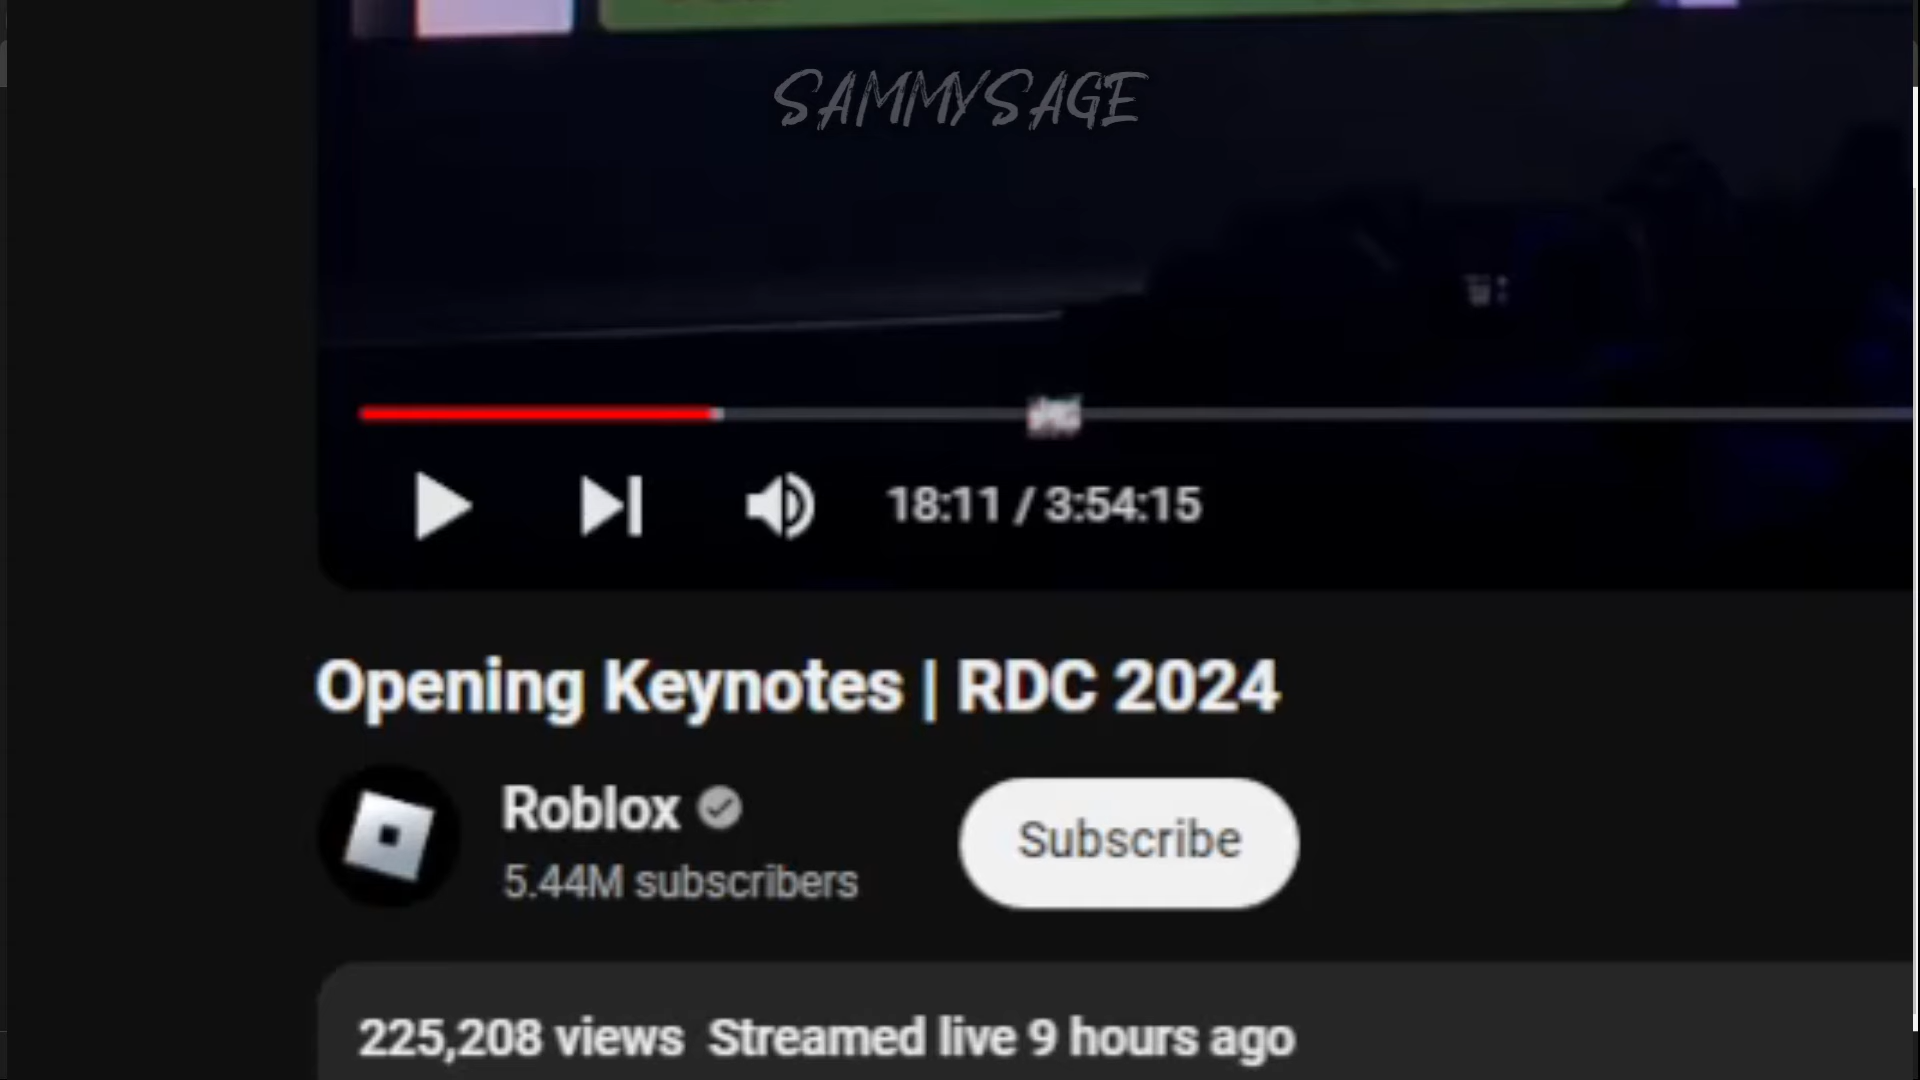 SAMMYSAGE
18:11 / 3:54:15
Opening Keynotes | RDC 2024
Roblox
Subscribe
5.44M subscribers
225,208 views Streamed live 9 hours ago